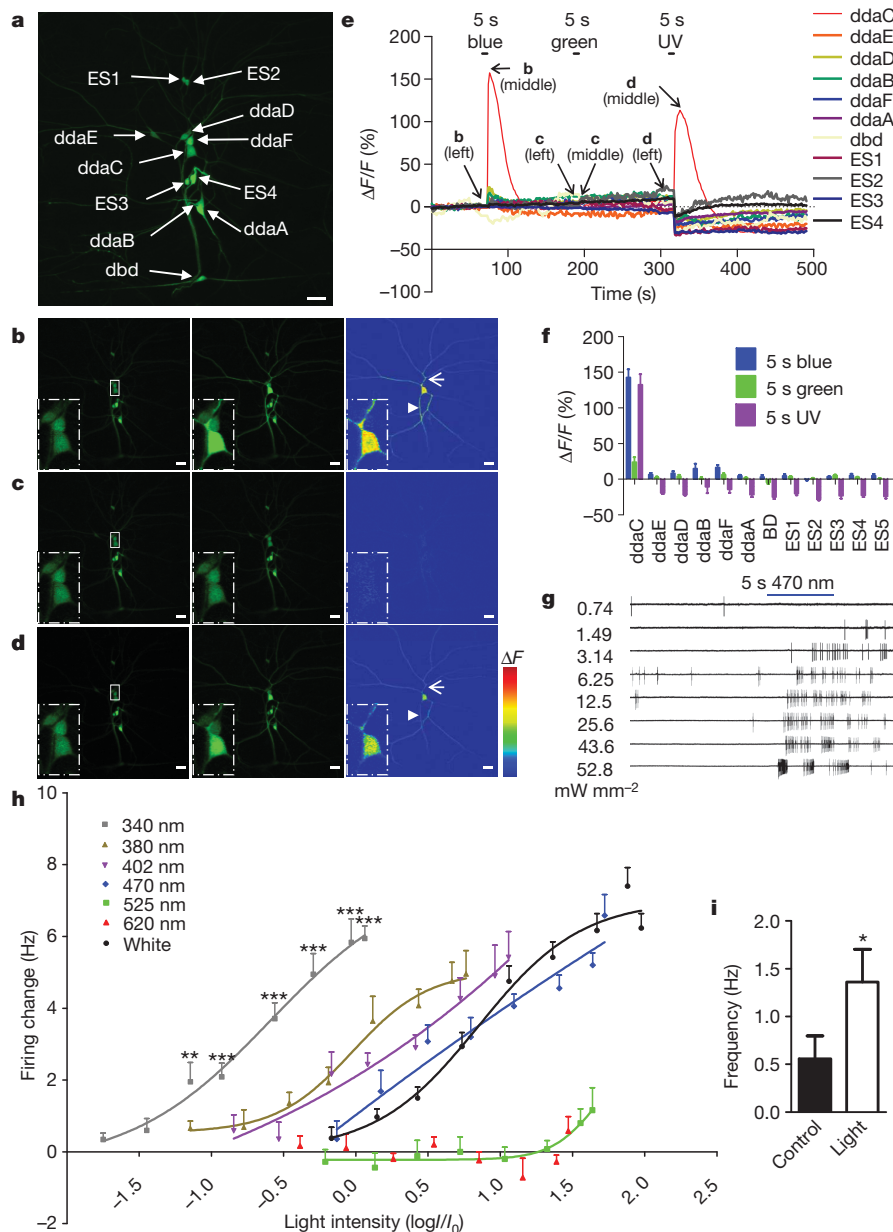 a
ES1
ES2
ddaD
ddaE
ddaF
ddaC
ES3
ES4
ddaB
ddaA
dbd
b
c
d
ΔF
e
5 s blue
5 s green
5 s UV
200
150
100
50
0
−50
−100
ΔF/F (%)
b (middle)
d (middle)
b (left)
c (left)
c (middle)
d (left)
100 200 300 400 500
Time (s)
ddaC
ddaE
ddaD
ddaB
ddaF
ddaA
dbd
ES1
ES2
ES3
ES4
f
200
150
100
50
0
−50
ΔF/F (%)
5 s blue
5 s green
5 s UV
ddaC
ddaE
ddaD
ddaB
ddaF
ddaA
BD
ES1
ES2
ES3
ES4
ES5
g
5 s 470 nm
0.74
1.49
3.14
6.25
12.5
25.6
43.6
52.8
mW mm−2
h
10
8
6
4
2
0
−2
Firing change (Hz)
340 nm
380 nm
402 nm
470 nm
525 nm
620 nm
White
*** *** *** *** *** **
−1.5 −1.0 −0.5 0.0 0.5 1.0 1.5 2.0 2.5
Light intensity (logI/I0)
i
2.0
1.5
1.0
0.5
0.0
Frequency (Hz)
*
Control
Light